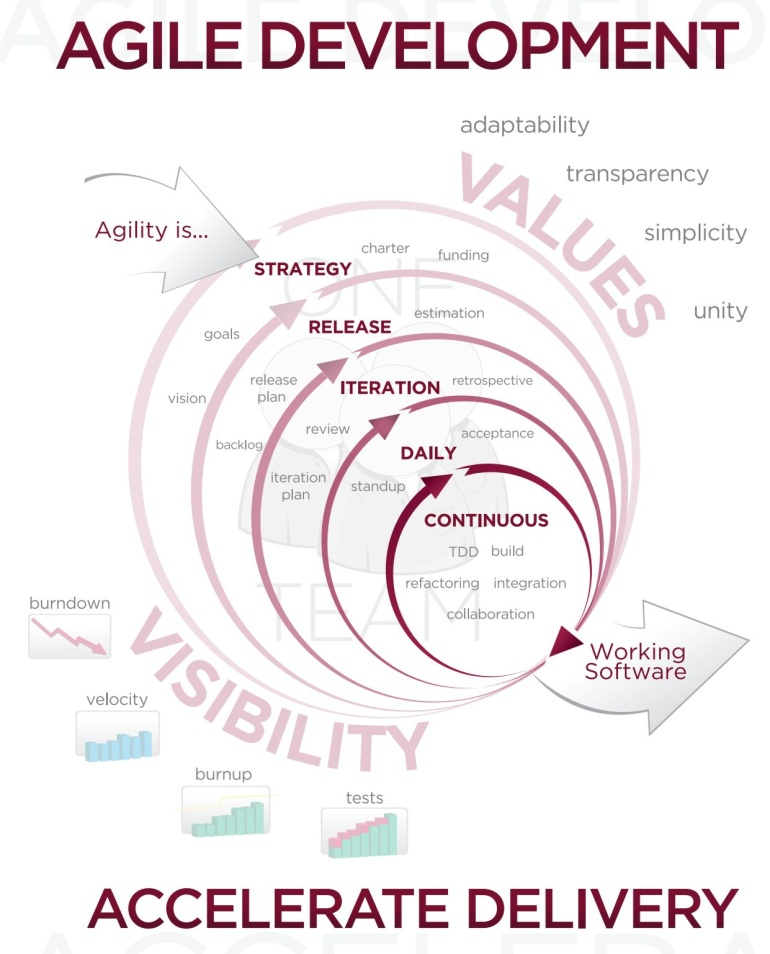 AGILE DEVELOPMENT
adaptability
transparency
VALUES
simplicity
unity
Agility is...
STRATEGY
charter
funding
ONE
RELEASE
estimation
goals
ITERATION
retrospective
release
plan
vision
review
backlog
DAILY
acceptance
iteration
plan
standup
CONTINUOUS
TDD build
refactoring integration
collaboration
TEAM
burndown
VISIBILITY
Working
Software
velocity
burnup
tests
ACCELERATE DELIVERY